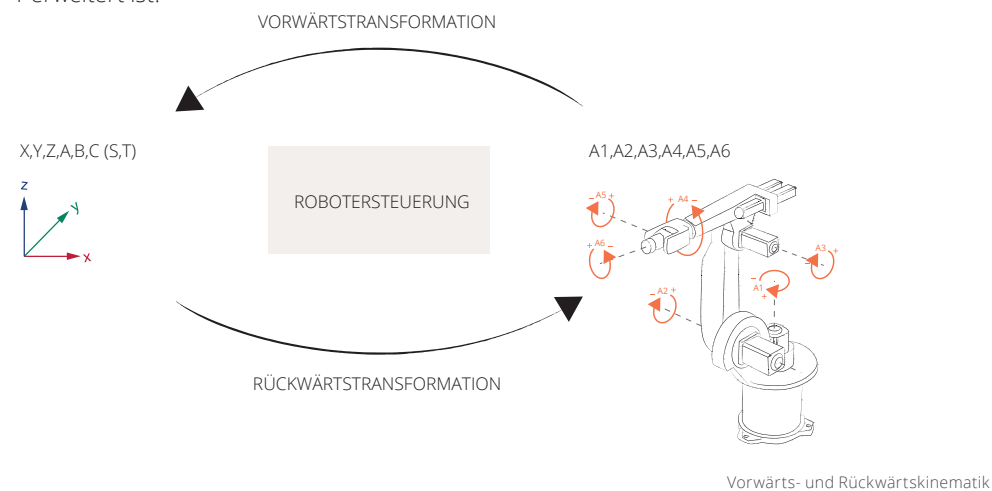 VORWÄRTSTRANSFORMATION
X,Y,Z,A,B,C (S,T)
A1,A2,A3,A4,A5,A6
z
y
x
ROBOTERSTEUERUNG
− A5 +
+ A4 −
+ A6 −
A3 +
−
A1
+
− A2 +
RÜCKWÄRTSTRANSFORMATION
Vorwärts- und Rückwärtskinematik